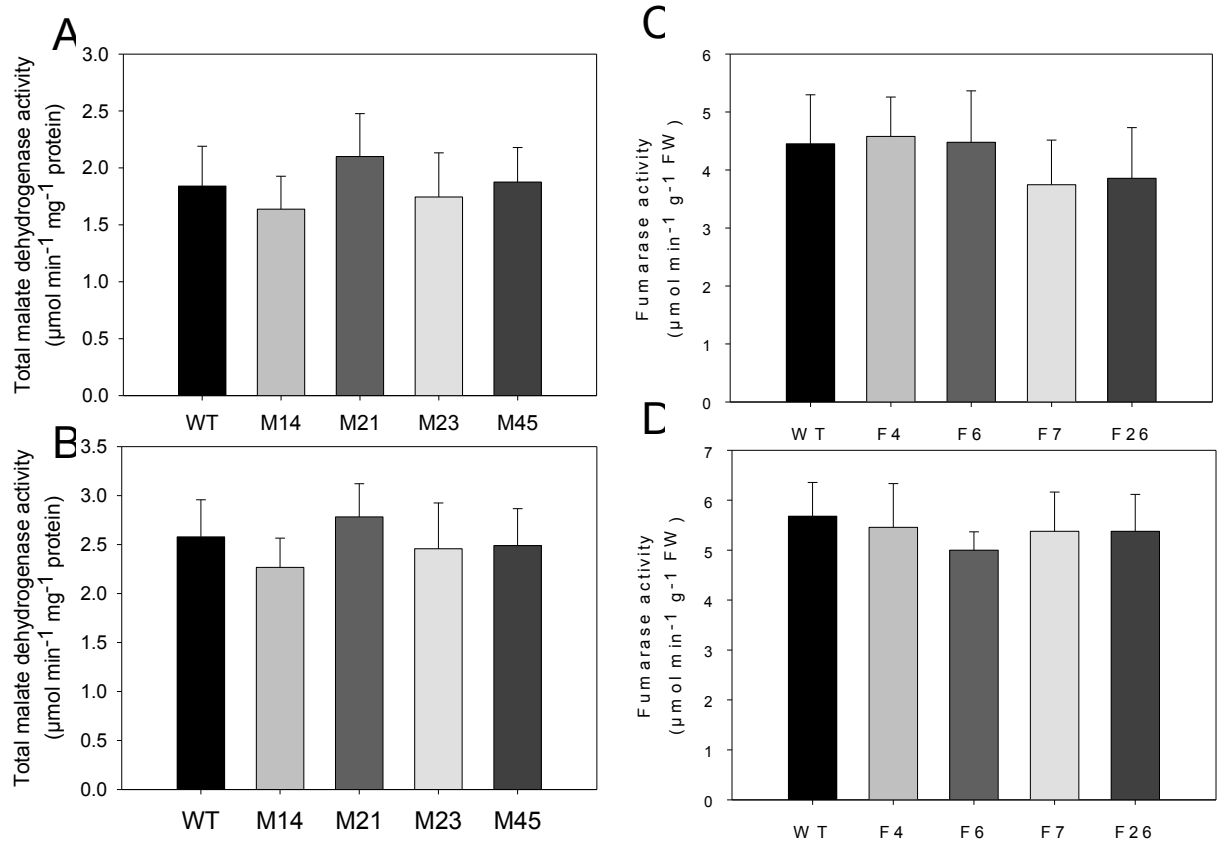 A
Total malate dehydrogenase activity
(µmol min⁻¹ mg⁻¹ protein)
3.0
2.5
2.0
1.5
1.0
0.5
0.0
WT M14 M21 M23 M45
B
Total malate dehydrogenase activity
(µmol min⁻¹ mg⁻¹ protein)
3.5
3.0
2.5
2.0
1.5
1.0
0.5
0.0
WT M14 M21 M23 M45
C
Fumarase activity
(µmol min-1 g-1 FW)
6
5
4
3
2
1
0
WT F4 F6 F7 F26
D
Fumarase activity
(µmol min-1 g-1 FW)
7
6
5
4
3
2
1
0
WT F4 F6 F7 F26